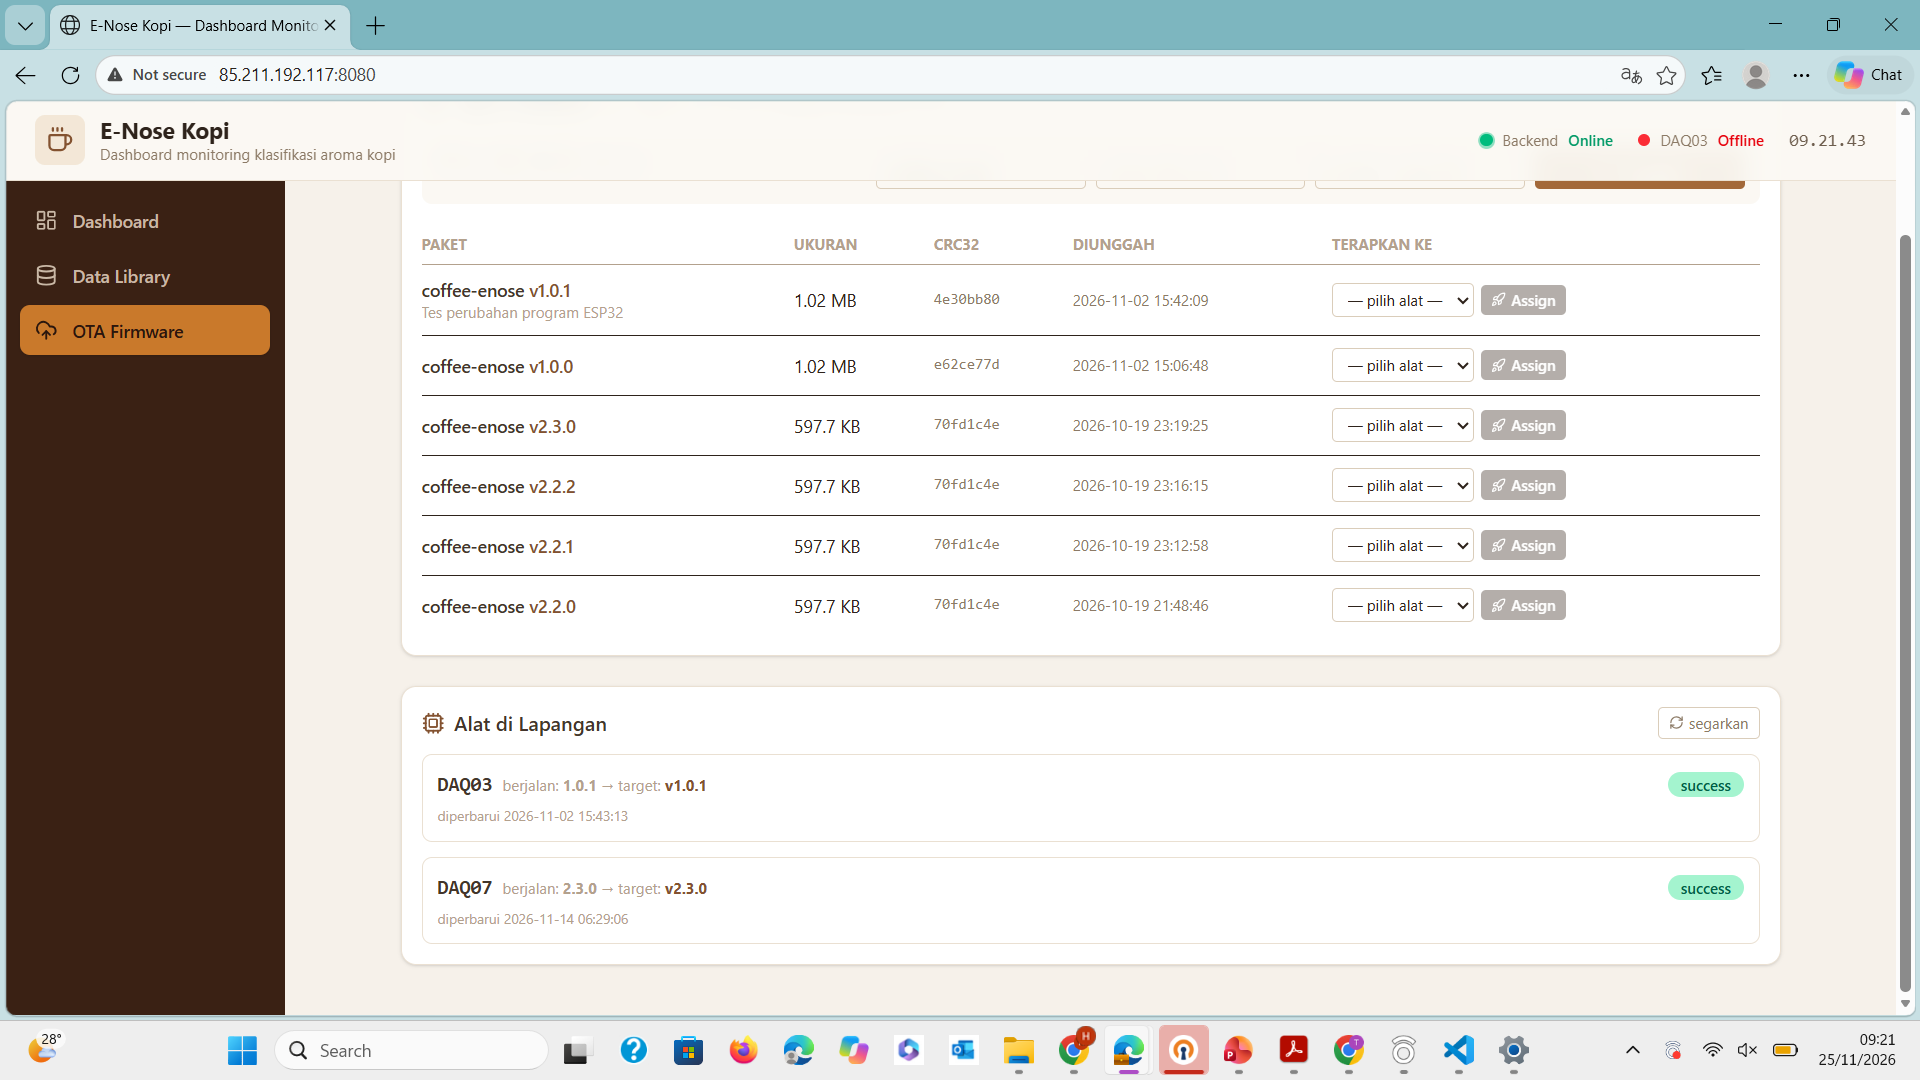 E-Nose Kopi — Dashboard Monito
Not secure 85.211.192.117:8080
Chat
E-Nose Kopi
Dashboard monitoring klasifikasi aroma kopi
Backend Online DAQ03 Offline 09.21.43
Dashboard
Data Library
OTA Firmware
PAKET UKURAN CRC32 DIUNGGAH TERAPKAN KE
coffee-enose v1.0.1 1.02 MB 4e30bb80 2026-11-02 15:42:09 — pilih alat — Assign
Tes perubahan program ESP32
coffee-enose v1.0.0 1.02 MB e62ce77d 2026-11-02 15:06:48 — pilih alat — Assign
coffee-enose v2.3.0 597.7 KB 70fd1c4e 2026-10-19 23:19:25 — pilih alat — Assign
coffee-enose v2.2.2 597.7 KB 70fd1c4e 2026-10-19 23:16:15 — pilih alat — Assign
coffee-enose v2.2.1 597.7 KB 70fd1c4e 2026-10-19 23:12:58 — pilih alat — Assign
coffee-enose v2.2.0 597.7 KB 70fd1c4e 2026-10-19 21:48:46 — pilih alat — Assign
Alat di Lapangan segarkan
DAQ03 berjalan: 1.0.1 → target: v1.0.1 success
diperbarui 2026-11-02 15:43:13
DAQ07 berjalan: 2.3.0 → target: v2.3.0 success
diperbarui 2026-11-14 06:29:06
28°
Search
H
T
09:21
25/11/2026